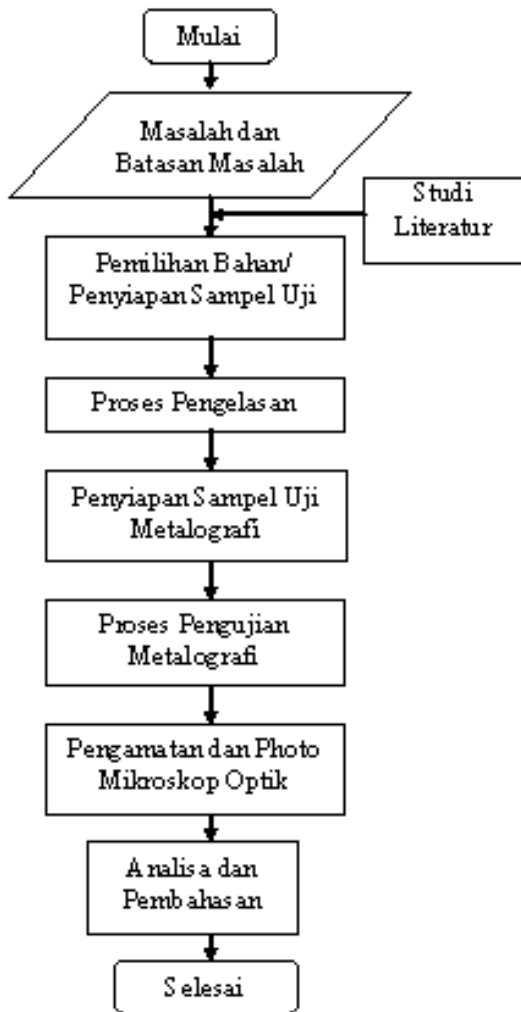 Mulai
Masalah dan
Batasan Masalah
Studi
Literatur
Pemilihan Bahan/
Penyiapan Sampel Uji
Proses Pengelasan
Penyiapan Sampel Uji
Metalografi
Proses Pengujian
Metalografi
Pengamatan dan Photo
Mikroskop Optik
Analisa dan
Pembahasan
Selesai